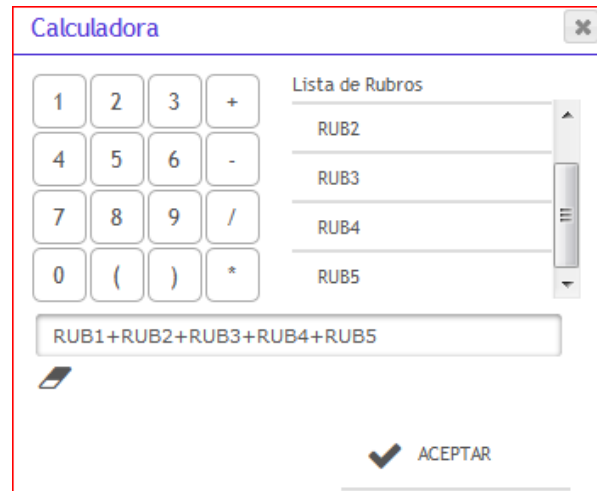 Calculadora
Lista de Rubros
1 2 3 +
4 5 6 -
7 8 9 /
0 ( ) *
RUB2
RUB3
RUB4
RUB5
RUB1+RUB2+RUB3+RUB4+RUB5
ACEPTAR